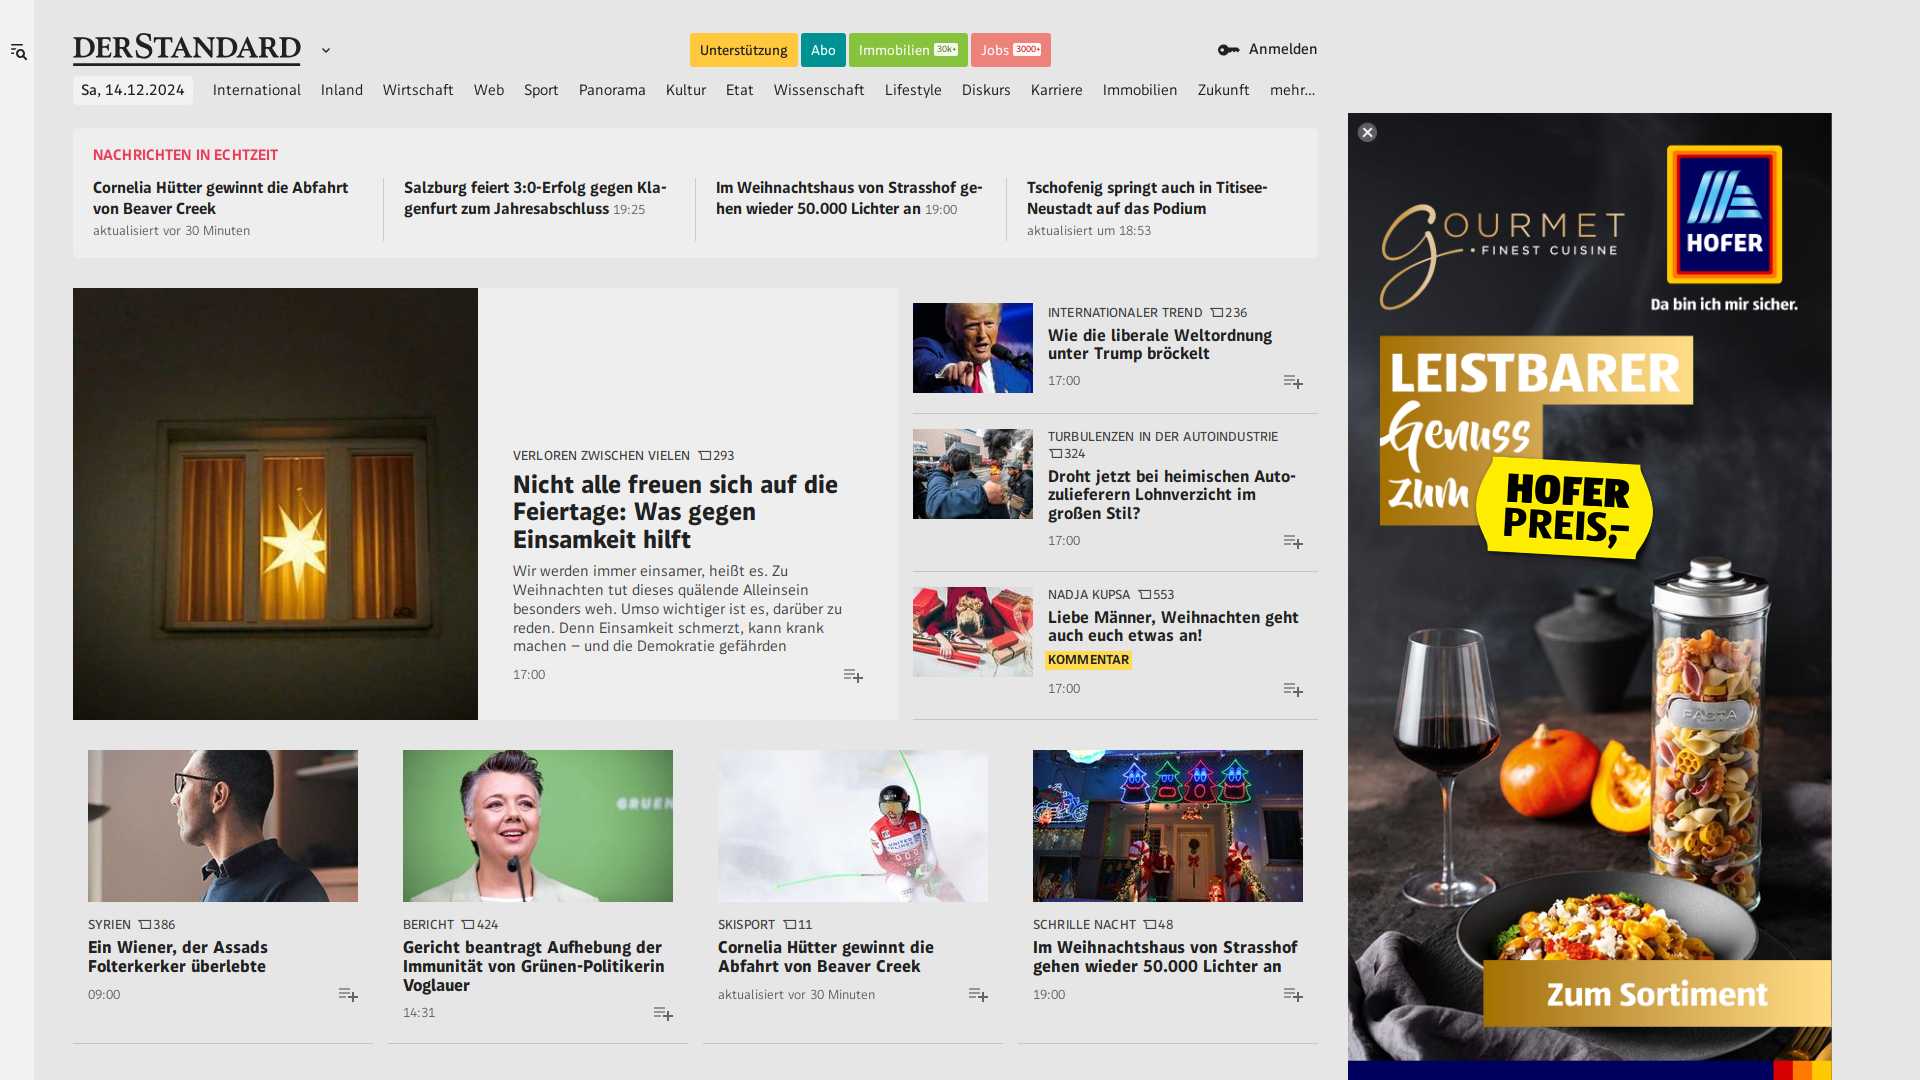 DERSTANDARD
Unterstützung
Abo
Immobilien 30k+
Jobs 3000+
Anmelden
Sa, 14.12.2024
International
Inland
Wirtschaft
Web
Sport
Panorama
Kultur
Etat
Wissenschaft
Lifestyle
Diskurs
Karriere
Immobilien
Zukunft
mehr…
NACHRICHTEN IN ECHTZEIT
Cornelia Hütter gewinnt die Abfahrt
von Beaver Creek
aktualisiert vor 30 Minuten
Salzburg feiert 3:0-Erfolg gegen Kla-
genfurt zum Jahresabschluss 19:25
Im Weihnachtshaus von Strasshof ge-
hen wieder 50.000 Lichter an 19:00
Tschofenig springt auch in Titisee-
Neustadt auf das Podium
aktualisiert um 18:53
VERLOREN ZWISCHEN VIELEN 293
Nicht alle freuen sich auf die
Feiertage: Was gegen
Einsamkeit hilft
Wir werden immer einsamer, heißt es. Zu
Weihnachten tut dieses quälende Alleinsein
besonders weh. Umso wichtiger ist es, darüber zu
reden. Denn Einsamkeit schmerzt, kann krank
machen – und die Demokratie gefährden
17:00
INTERNATIONALER TREND 236
Wie die liberale Weltordnung
unter Trump bröckelt
17:00
TURBULENZEN IN DER AUTOINDUSTRIE
324
Droht jetzt bei heimischen Auto-
zulieferern Lohnverzicht im
großen Stil?
17:00
NADJA KUPSA 553
Liebe Männer, Weihnachten geht
auch euch etwas an!
KOMMENTAR
17:00
GRUEN
SYRIEN 386
Ein Wiener, der Assads
Folterkerker überlebte
09:00
BERICHT 424
Gericht beantragt Aufhebung der
Immunität von Grünen-Politikerin
Voglauer
14:31
SKISPORT 11
Cornelia Hütter gewinnt die
Abfahrt von Beaver Creek
aktualisiert vor 30 Minuten
SCHRILLE NACHT 48
Im Weihnachtshaus von Strasshof
gehen wieder 50.000 Lichter an
19:00
GOURMET
FINEST CUISINE
HOFER
Da bin ich mir sicher.
LEISTBARER
Genuss
zum
HOFER
PREIS,–
PASTA
Zum Sortiment